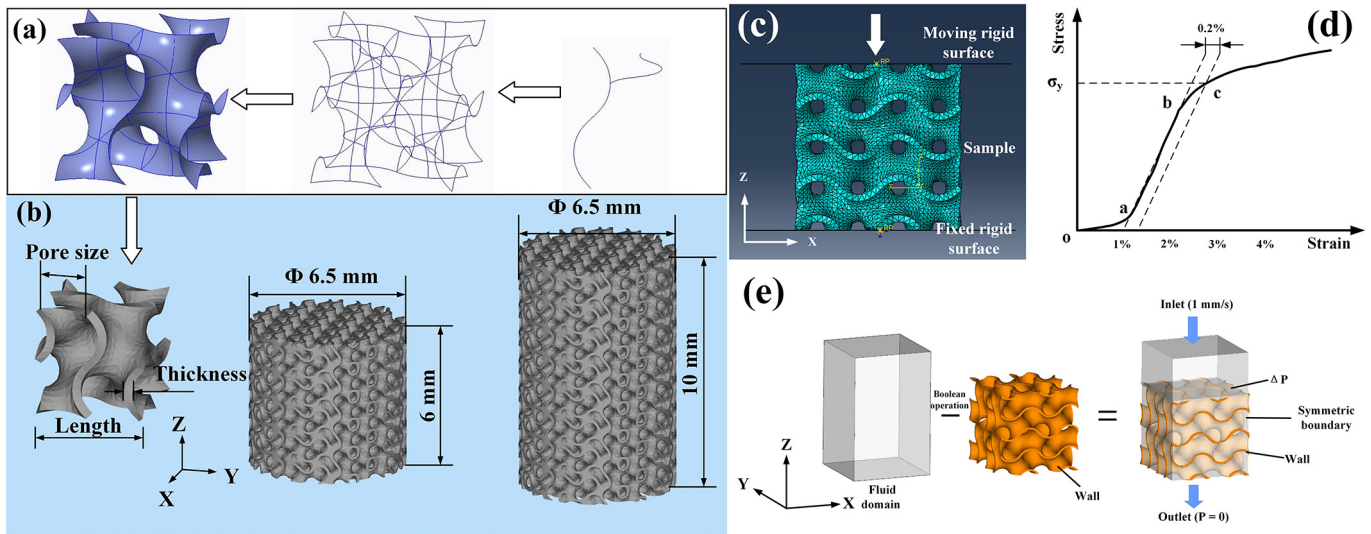 (a)
(b)
Pore size
Thickness
Length
Z
Y
X
Φ 6.5 mm
6 mm
Φ 6.5 mm
10 mm
(c)
Moving rigid
surface
RP
Sample
Z
X
Fixed rigid
surface
RP
(d)
Stress
0.2%
σy
b
c
a
o
1%
2%
3%
4%
Strain
(e)
Inlet (1 mm/s)
Δ P
Boolean
operation
Symmetric
boundary
Z
Y
X
Fluid
domain
Wall
Wall
Outlet (P = 0)